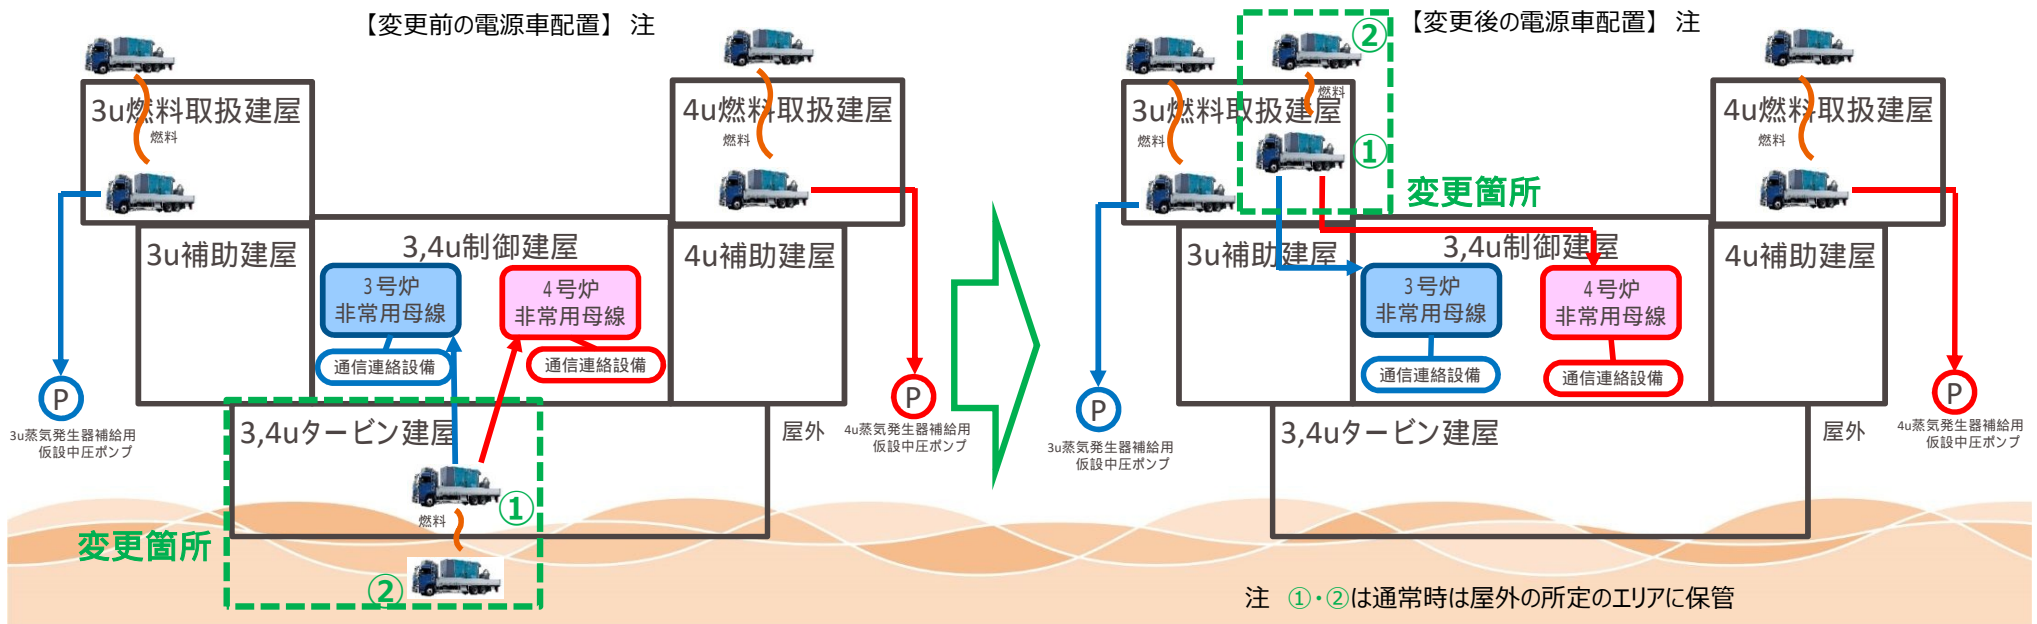 【変更前の電源車配置】 注
3u燃料取扱建屋
燃料
4u燃料取扱建屋
燃料
3u補助建屋
3,4u制御建屋
4u補助建屋
3号炉
非常用母線
4号炉
非常用母線
通信連絡設備
通信連絡設備
P
3u蒸気発生器補給用
仮設中圧ポンプ
P
4u蒸気発生器補給用
仮設中圧ポンプ
3,4uタービン建屋
屋外
①
燃料
変更箇所
②
【変更後の電源車配置】 注
②
燃料
3u燃料取扱建屋
燃料
①
変更箇所
4u燃料取扱建屋
燃料
3u補助建屋
3,4u制御建屋
4u補助建屋
3号炉
非常用母線
4号炉
非常用母線
通信連絡設備
通信連絡設備
P
3u蒸気発生器補給用
仮設中圧ポンプ
P
4u蒸気発生器補給用
仮設中圧ポンプ
3,4uタービン建屋
屋外
注 ①・②は通常時は屋外の所定のエリアに保管